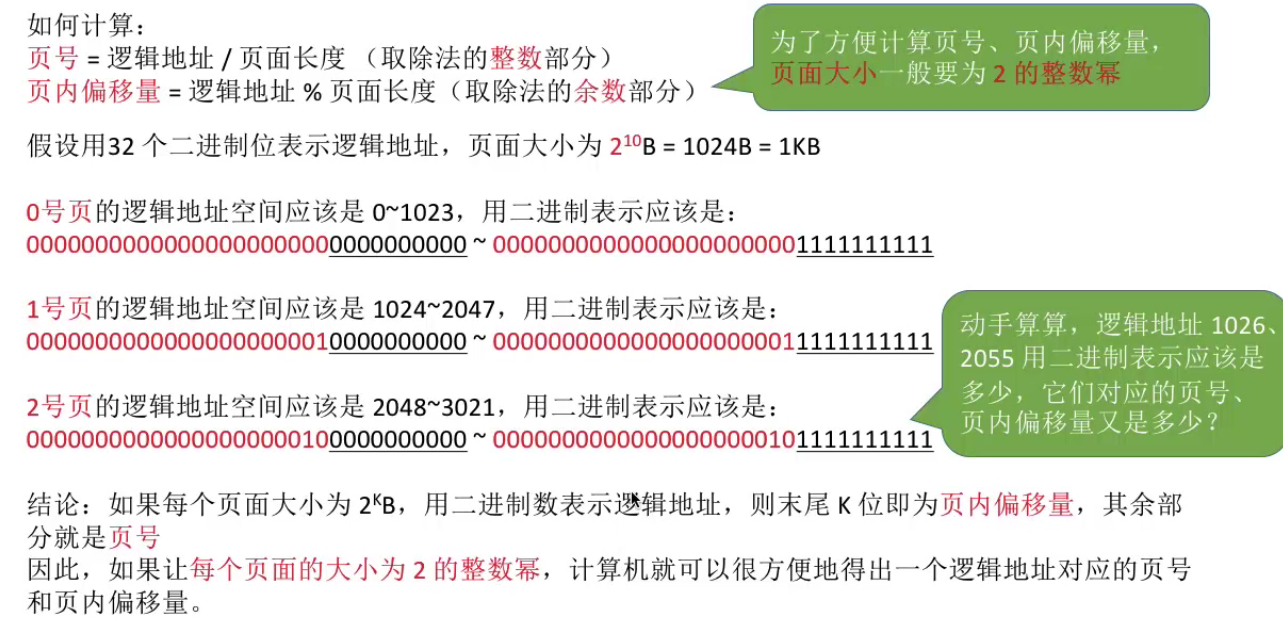 如何计算：
页号 = 逻辑地址 / 页面长度 （取除法的整数部分）
页内偏移量 = 逻辑地址 % 页面长度（取除法的余数部分）
为了方便计算页号、页内偏移量，
页面大小一般要为 2 的整数幂
假设用32 个二进制位表示逻辑地址，页面大小为 2¹⁰B = 1024B = 1KB
0号页的逻辑地址空间应该是 0~1023，用二进制表示应该是：
00000000000000000000000000000000 ~ 00000000000000000000001111111111
1号页的逻辑地址空间应该是 1024~2047，用二进制表示应该是：
00000000000000000000010000000000 ~ 00000000000000000000011111111111
2号页的逻辑地址空间应该是 2048~3021，用二进制表示应该是：
00000000000000000000100000000000 ~ 00000000000000000000101111111111
动手算算，逻辑地址 1026、
2055 用二进制表示应该是
多少，它们对应的页号、
页内偏移量又是多少？
结论：如果每个页面大小为 2ᴷB，用二进制数表示逻辑地址，则末尾 K 位即为页内偏移量，其余部
分就是页号
因此，如果让每个页面的大小为 2 的整数幂，计算机就可以很方便地得出一个逻辑地址对应的页号
和页内偏移量。